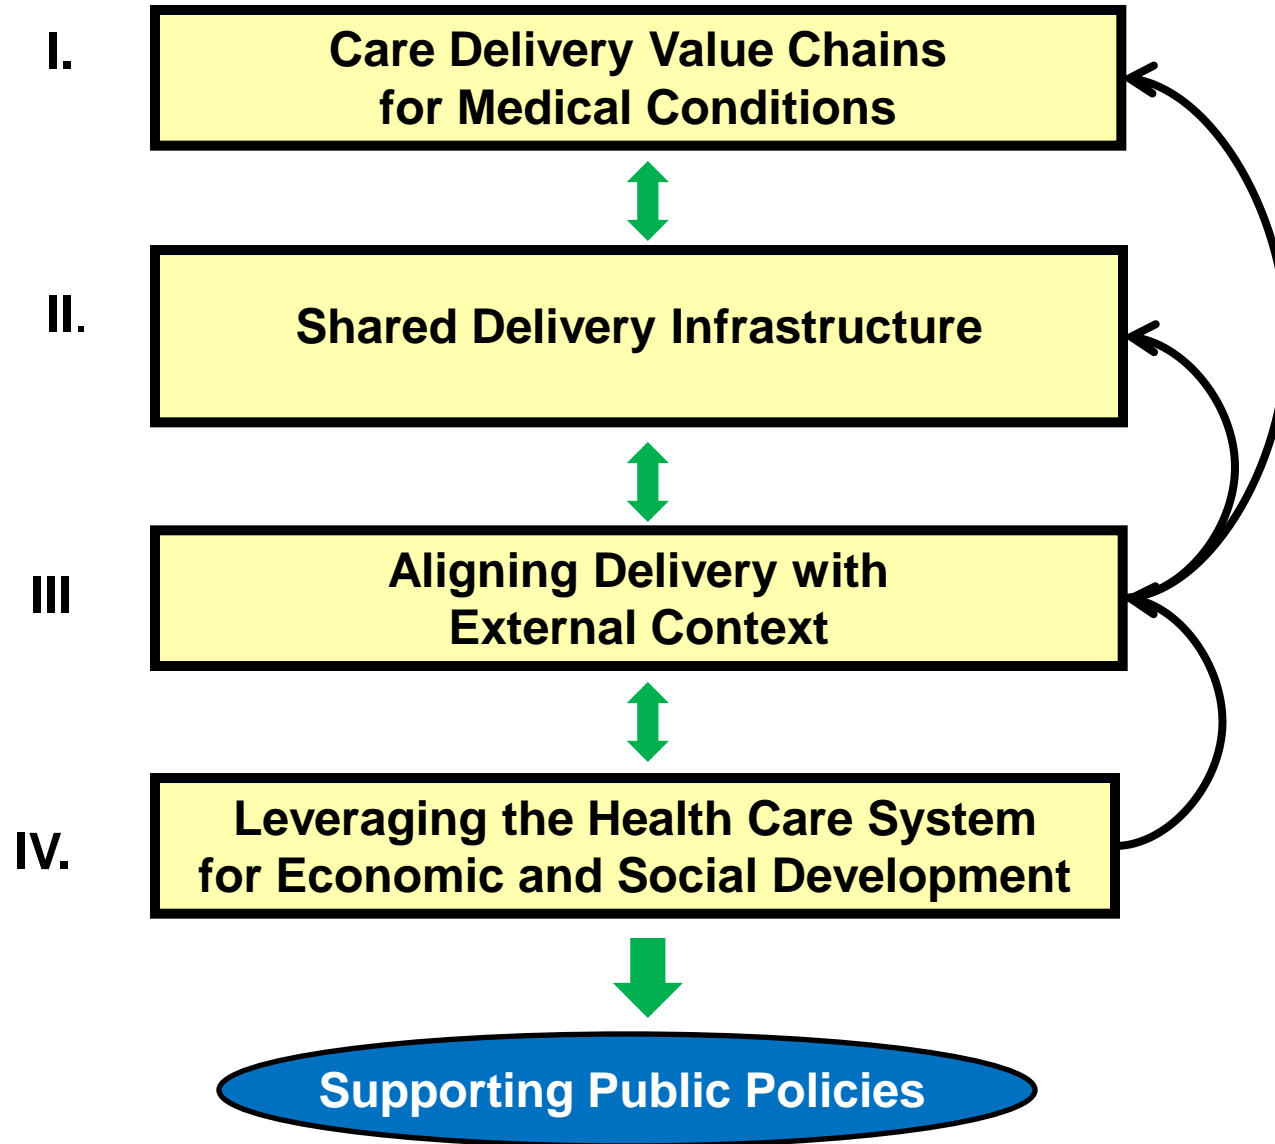 I.
Care Delivery Value Chains
for Medical Conditions
II.
Shared Delivery Infrastructure
III
Aligning Delivery with
External Context
IV.
Leveraging the Health Care System
for Economic and Social Development
Supporting Public Policies